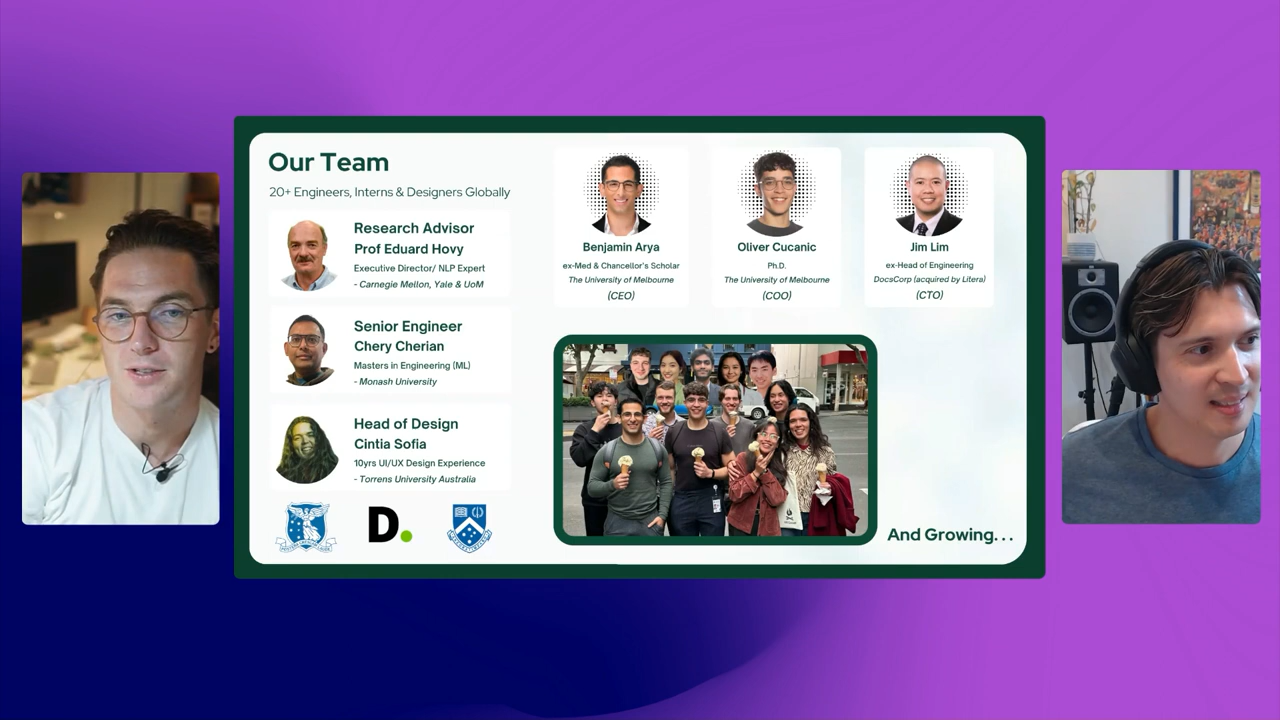 Our Team
20+ Engineers, Interns & Designers Globally
Research Advisor
Prof Eduard Hovy
Executive Director/ NLP Expert
- Carnegie Mellon, Yale & UoM
Senior Engineer
Chery Cherian
Masters in Engineering (ML)
- Monash University
Head of Design
Cintia Sofia
10yrs UI/UX Design Experience
- Torrens University Australia
D.
Benjamin Arya
ex-Med & Chancellor's Scholar
The University of Melbourne
(CEO)
Oliver Cucanic
Ph.D.
The University of Melbourne
(COO)
Jim Lim
ex-Head of Engineering
DocsCorp (acquired by Litera)
(CTO)
And Growing...